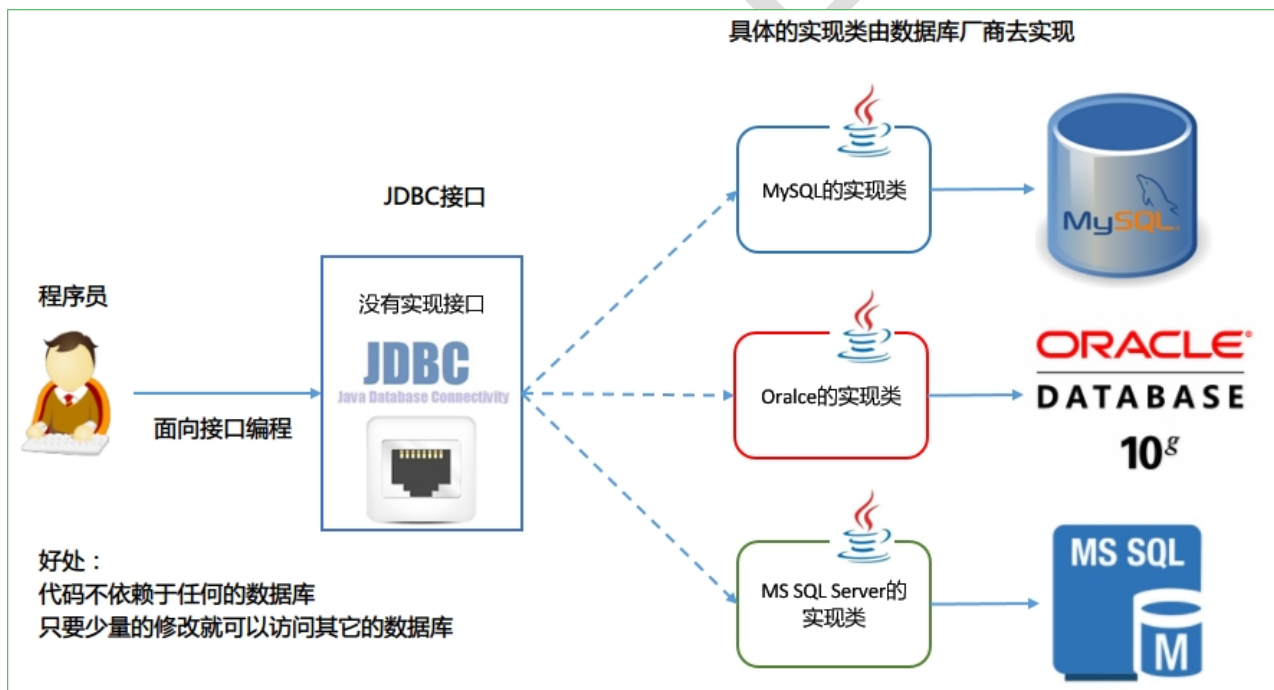 具体的实现类由数据库厂商去实现
JDBC接口
程序员
没有实现接口
JDBC
Java Database Connectivity
面向接口编程
MySQL的实现类
MySQL
Oralce的实现类
ORACLE®
DATABASE
10g
MS SQL Server的
实现类
MS SQL
M
好处：
代码不依赖于任何的数据库
只要少量的修改就可以访问其它的数据库